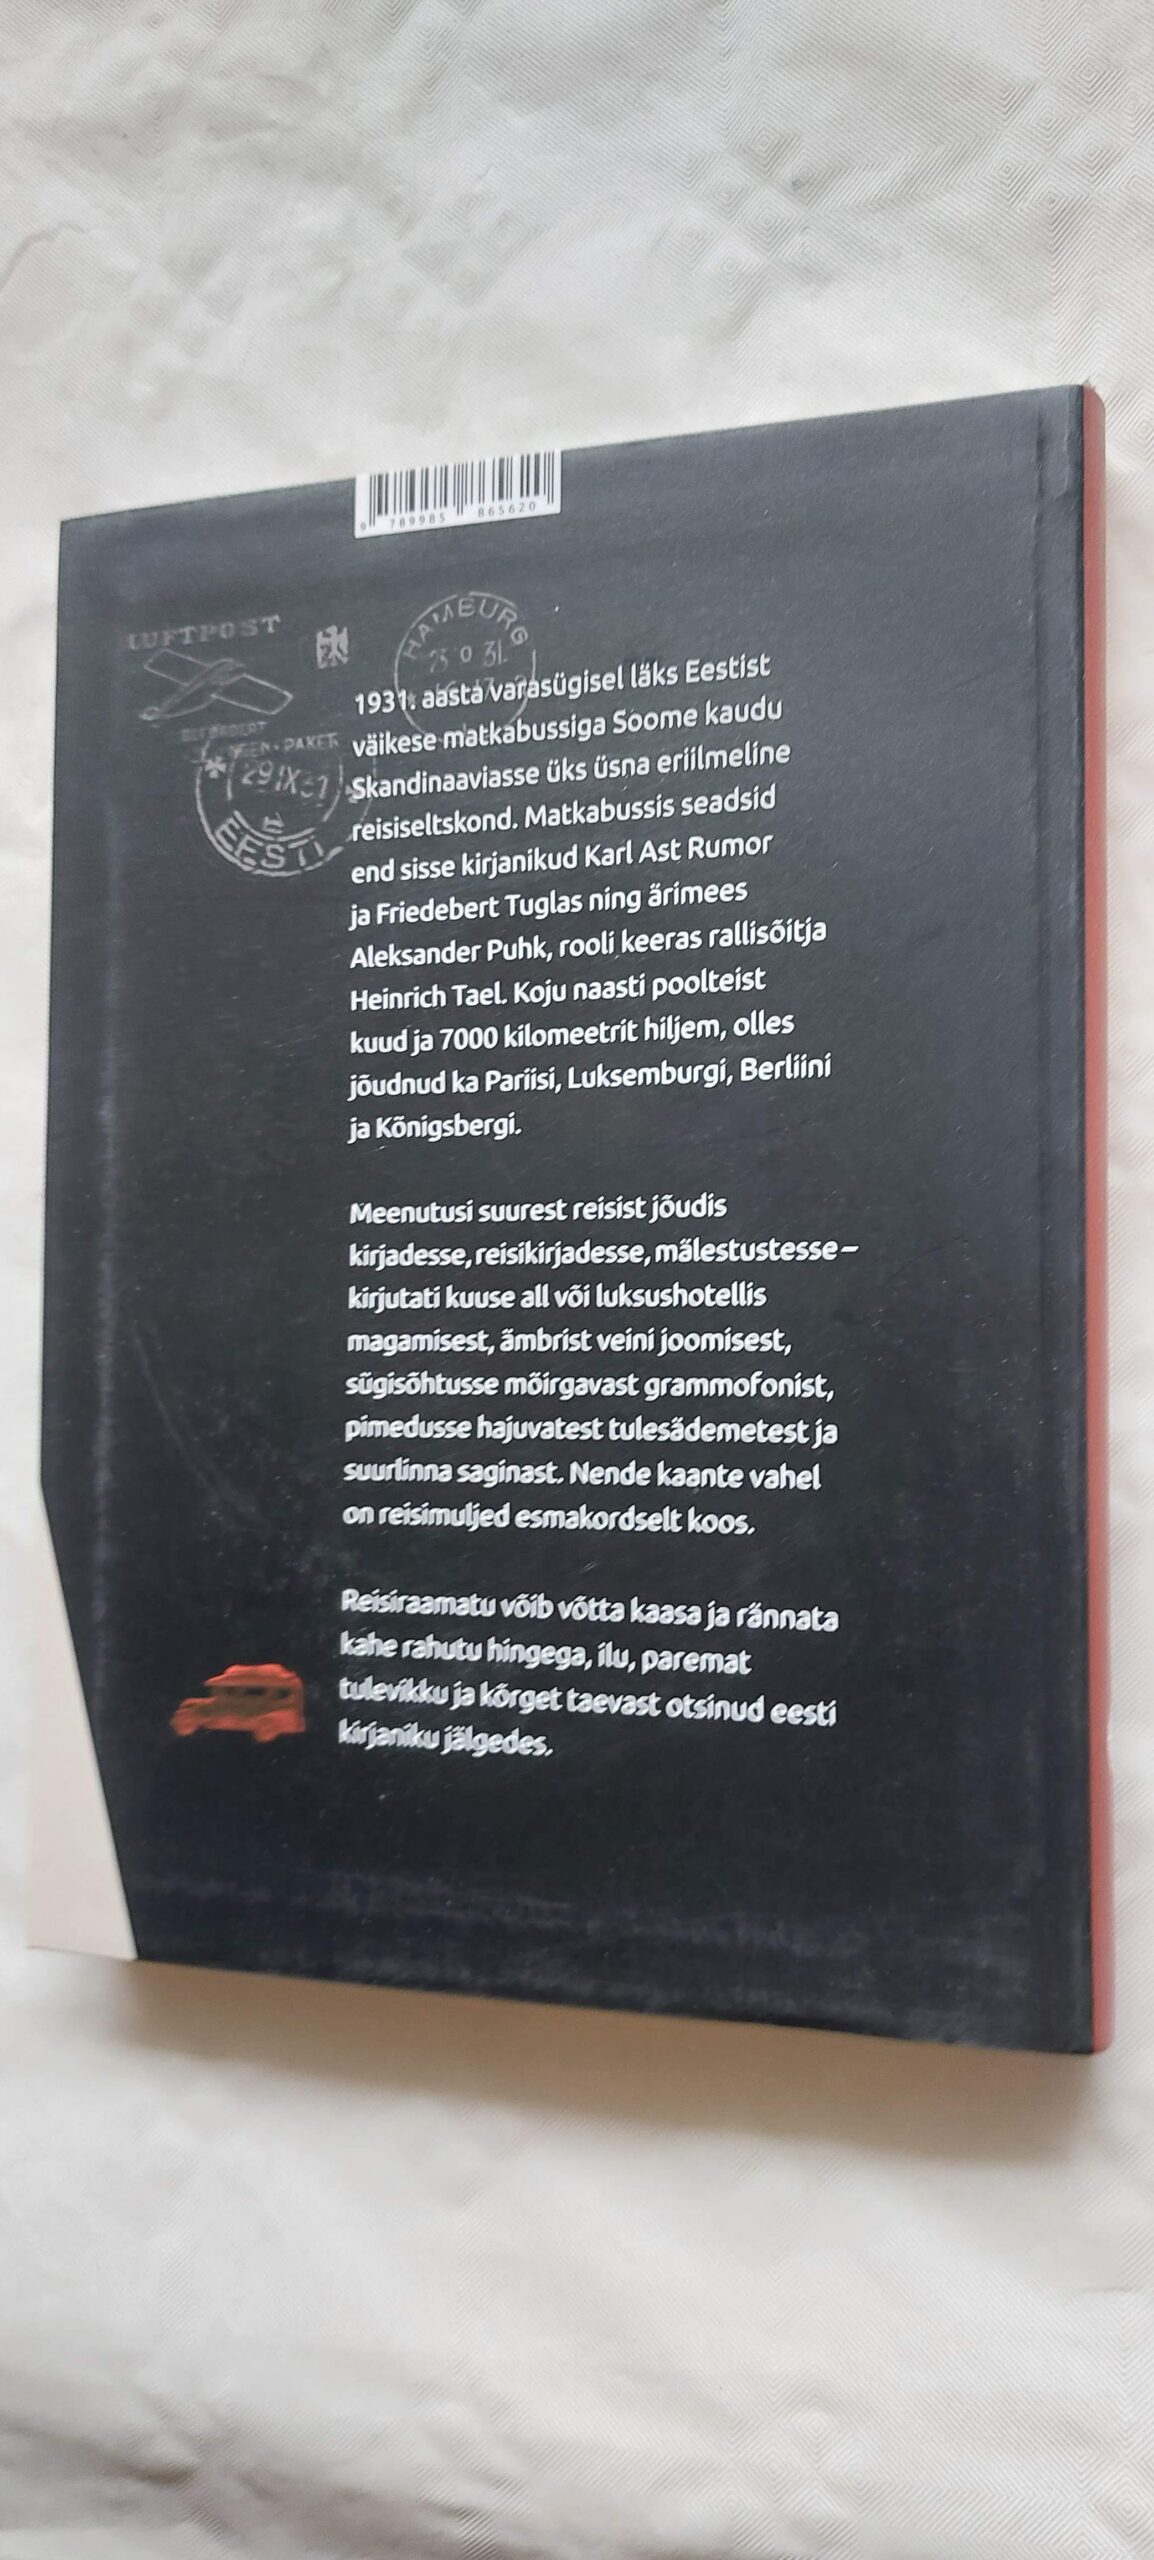 9 789985 865620
LUFTPOST
HAMBURG
BEFÖRDERT
EESTI
1931. aasta varasügisel läks Eestist
väikese matkabussiga Soome kaudu
Skandinaaviasse üks üsna eriilmeline
reisiseltskond. Matkabussis seadsid
end sisse kirjanikud Karl Ast Rumor
ja Friedebert Tuglas ning ärimees
Aleksander Puhk, rooli keeras rallisõitja
Heinrich Tael. Koju naasti poolteist
kuud ja 7000 kilomeetrit hiljem, olles
jõudnud ka Pariisi, Luksemburgi, Berliini
ja Königsbergi.
Meenutusi suurest reisist jõudis
kirjadesse, reisikirjadesse, mälestustesse –
kirjutati kuuse all või luksushotellis
magamisest, ämbrist veini joomisest,
sügisõhtusse möirgavast grammofonist,
pimedusse hajuvatest tulesädemetest ja
suurlinna saginast. Nende kaante vahel
on reisimuljed esmakordselt koos.
Reisiraamatu võib võtta kaasa ja rännata
kahe rahutu hingega, ilu, paremat
tulevikku ja kõrget taevast otsinud eesti
kirjaniku jälgedes.